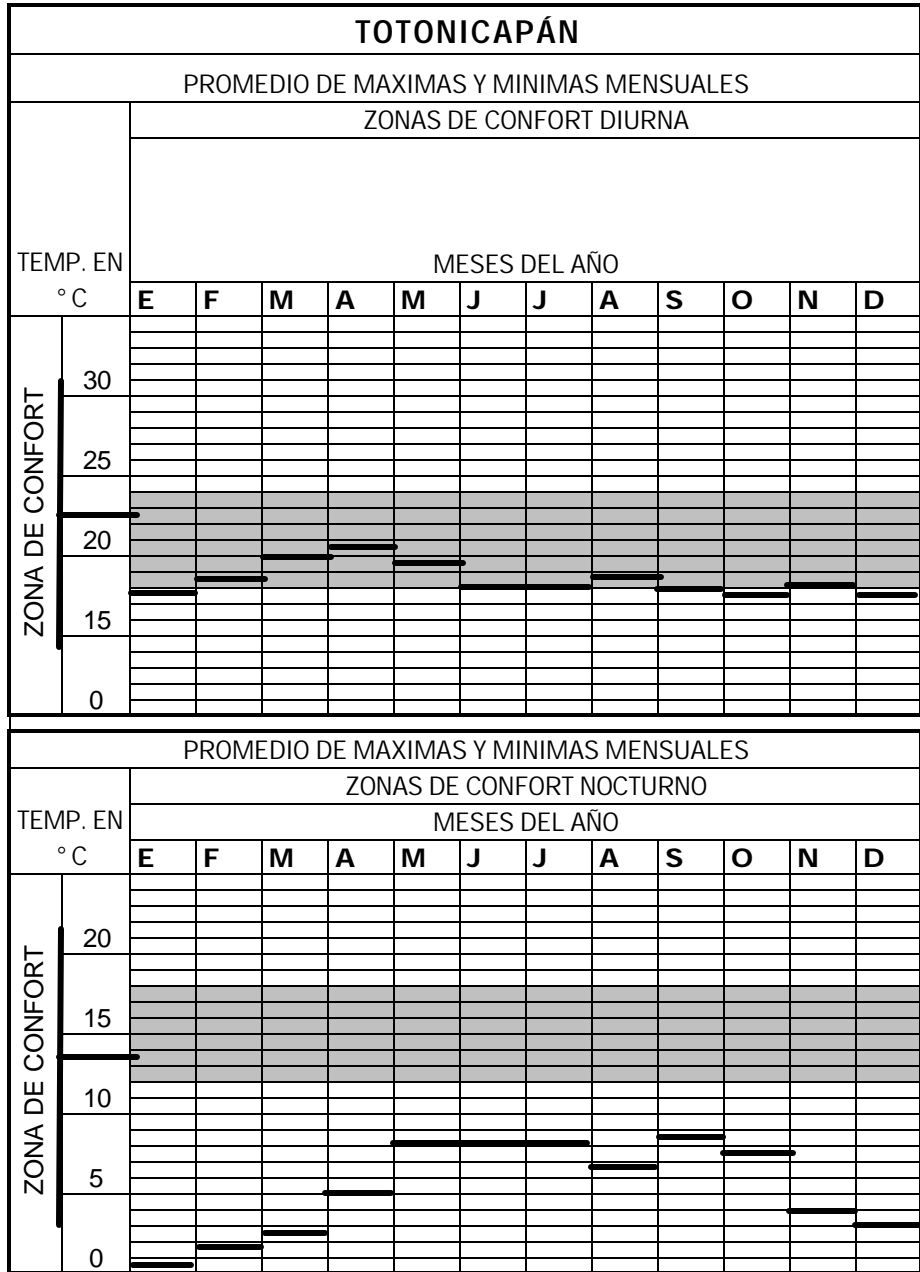 TOTONICAPÁN
PROMEDIO DE MAXIMAS Y MINIMAS MENSUALES
ZONAS DE CONFORT DIURNA
TEMP. EN
° C
MESES DEL AÑO
E F M A M J J A S O N D
ZONA DE CONFORT
30
25
20
15
0
PROMEDIO DE MAXIMAS Y MINIMAS MENSUALES
ZONAS DE CONFORT NOCTURNO
TEMP. EN
° C
MESES DEL AÑO
E F M A M J J A S O N D
ZONA DE CONFORT
20
15
10
5
0